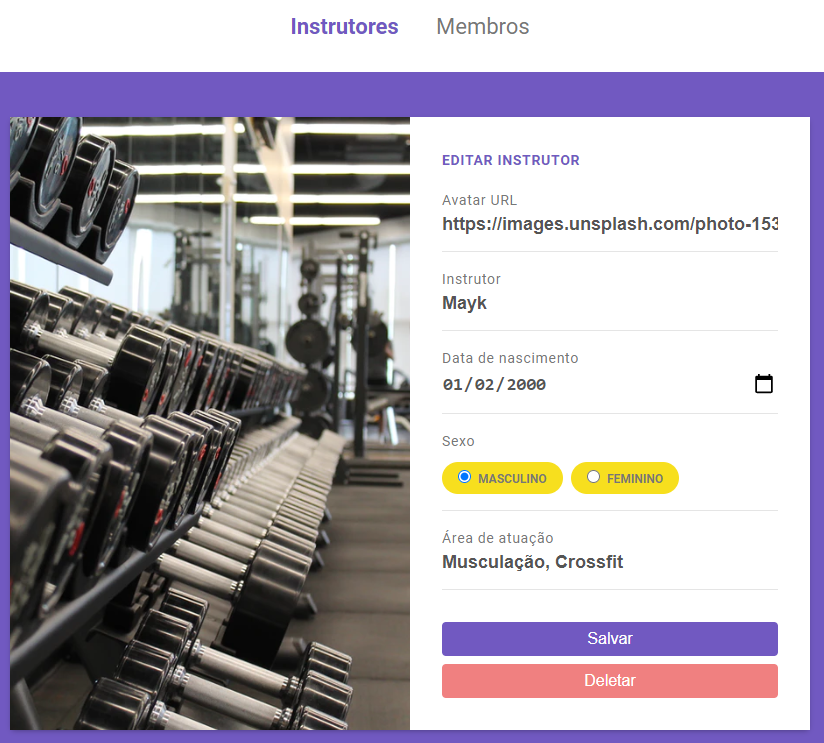 Instrutores Membros
EDITAR INSTRUTOR
Avatar URL
https://images.unsplash.com/photo-153
Instrutor
Mayk
Data de nascimento
01/02/2000
Sexo
MASCULINO FEMININO
Área de atuação
Musculação, Crossfit
Salvar
Deletar